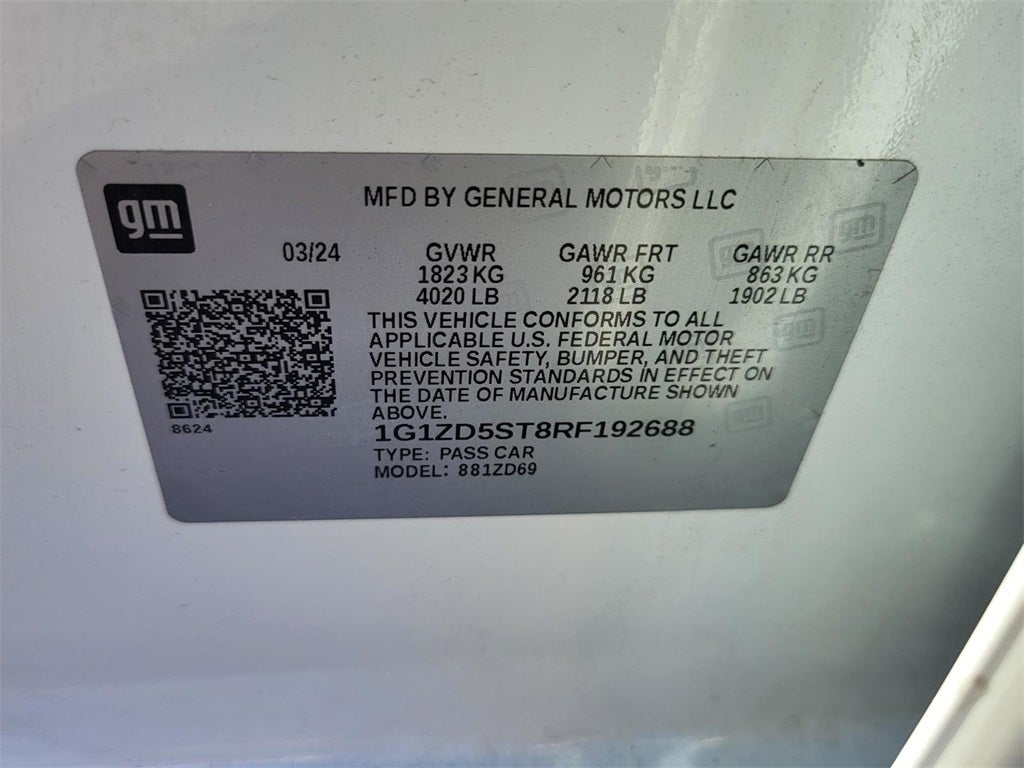 gm
MFD BY GENERAL MOTORS LLC
03/24 GVWR GAWR FRT GAWR RR
1823 KG 961 KG 863 KG
4020 LB 2118 LB 1902 LB
THIS VEHICLE CONFORMS TO ALL
APPLICABLE U.S. FEDERAL MOTOR
VEHICLE SAFETY, BUMPER, AND THEFT
PREVENTION STANDARDS IN EFFECT ON
THE DATE OF MANUFACTURE SHOWN
ABOVE.
8624
1G1ZD5ST8RF192688
TYPE: PASS CAR
MODEL: 881ZD69